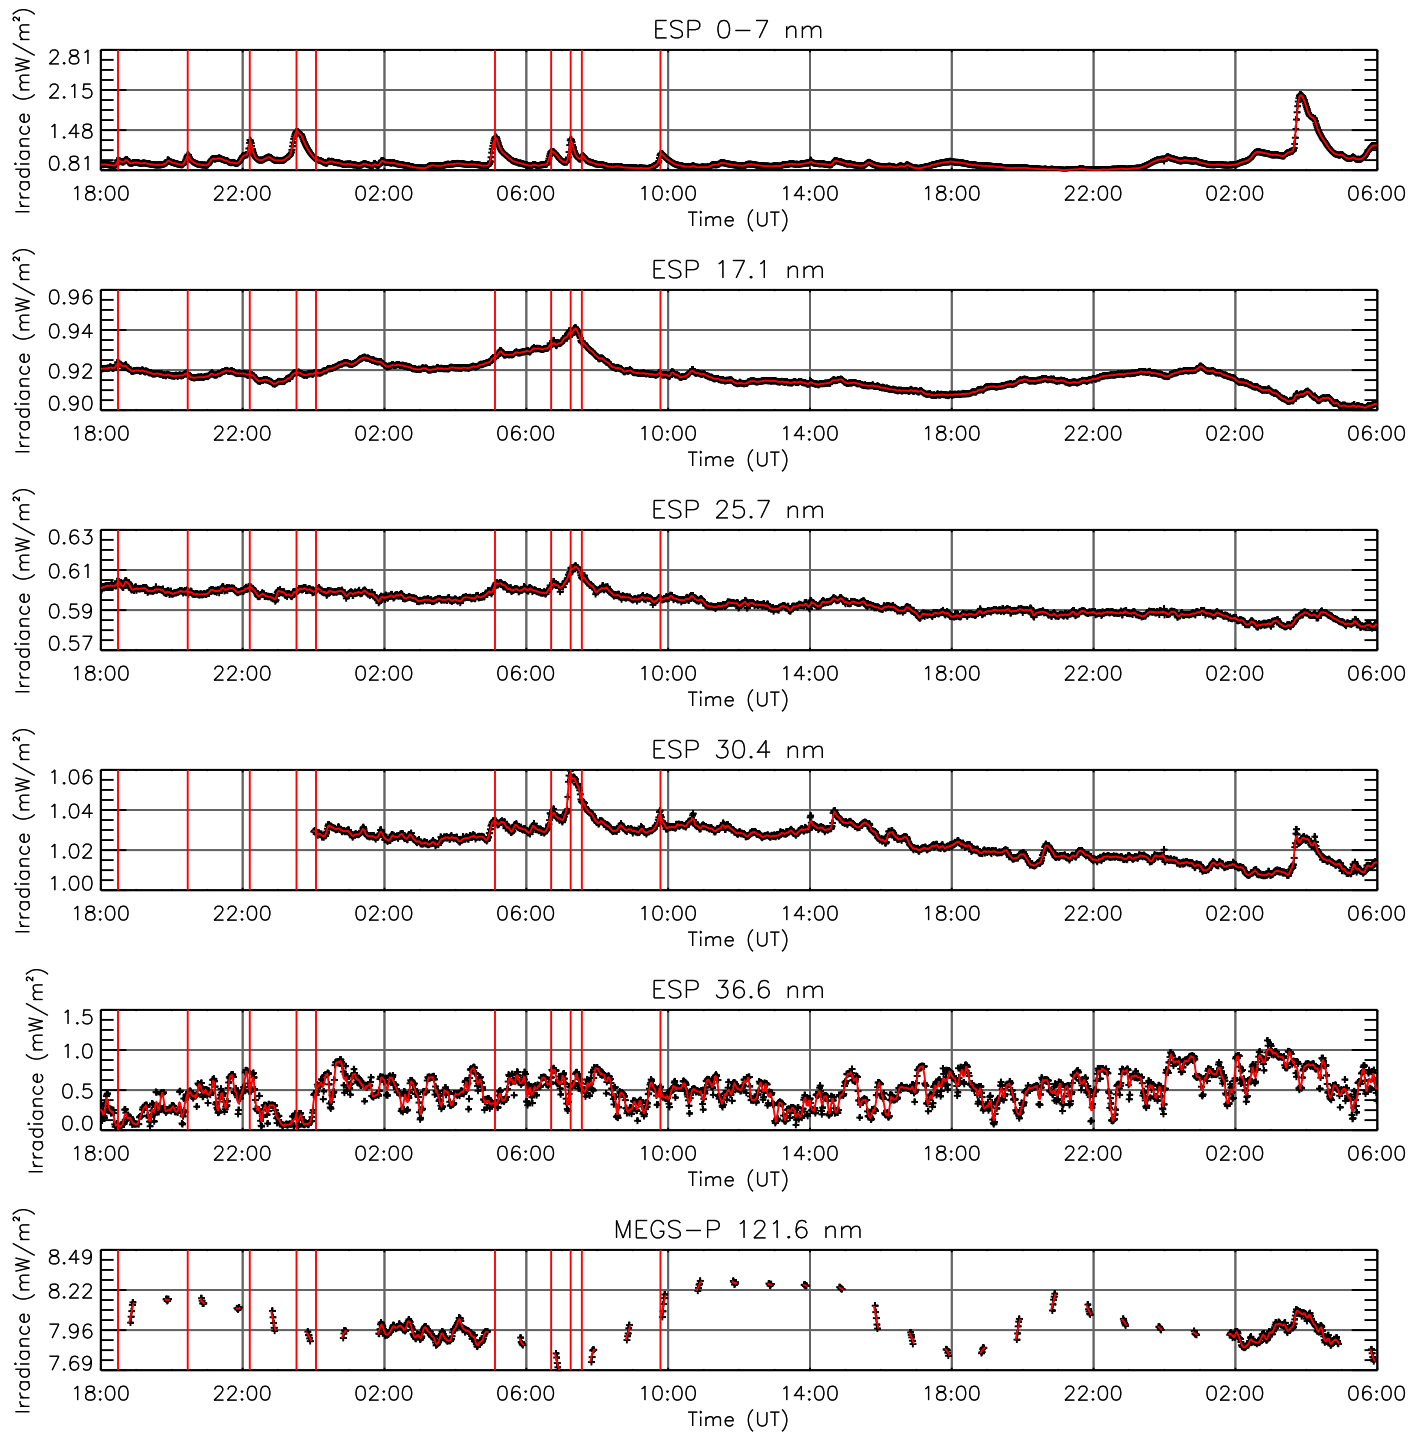 ESP 0-7 nm
Irradiance (mW/m²)
2.81
2.15
1.48
0.81
18:00 22:00 02:00 06:00 10:00 14:00 18:00 22:00 02:00 06:00
Time (UT)
ESP 17.1 nm
Irradiance (mW/m²)
0.96
0.94
0.92
0.90
18:00 22:00 02:00 06:00 10:00 14:00 18:00 22:00 02:00 06:00
Time (UT)
ESP 25.7 nm
Irradiance (mW/m²)
0.63
0.61
0.59
0.57
18:00 22:00 02:00 06:00 10:00 14:00 18:00 22:00 02:00 06:00
Time (UT)
ESP 30.4 nm
Irradiance (mW/m²)
1.06
1.04
1.02
1.00
18:00 22:00 02:00 06:00 10:00 14:00 18:00 22:00 02:00 06:00
Time (UT)
ESP 36.6 nm
Irradiance (mW/m²)
1.5
1.0
0.5
0.0
18:00 22:00 02:00 06:00 10:00 14:00 18:00 22:00 02:00 06:00
Time (UT)
MEGS-P 121.6 nm
Irradiance (mW/m²)
8.49
8.22
7.96
7.69
18:00 22:00 02:00 06:00 10:00 14:00 18:00 22:00 02:00 06:00
Time (UT)